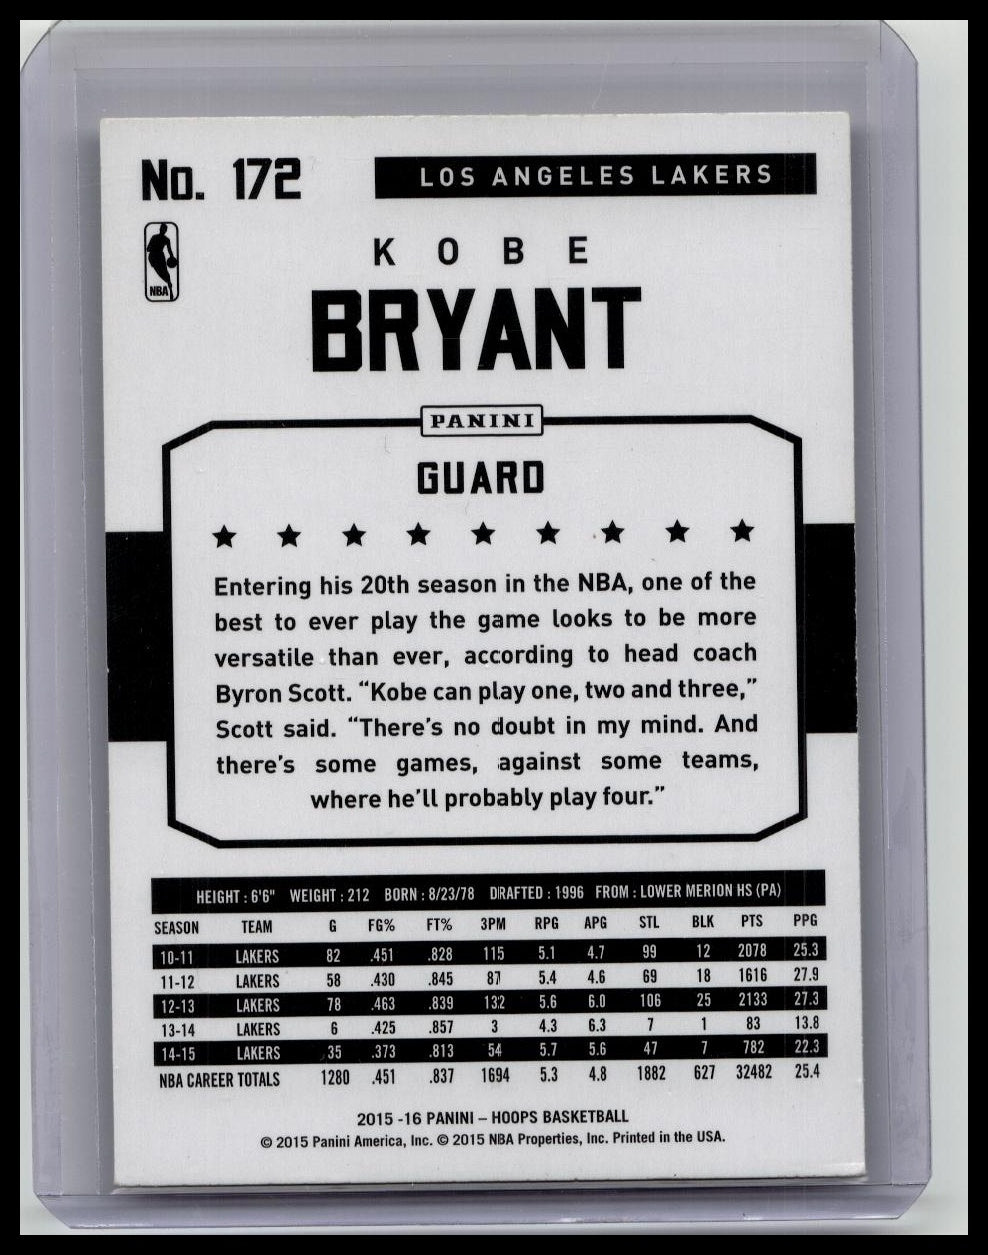 No. 172
LOS ANGELES LAKERS
NBA
KOBE
BRYANT
PANINI
GUARD
Entering his 20th season in the NBA, one of the
best to ever play the game looks to be more
versatile than ever, according to head coach
Byron Scott. “Kobe can play one, two and three,”
Scott said. “There’s no doubt in my mind. And
there’s some games, against some teams,
where he’ll probably play four.”
HEIGHT : 6'6" WEIGHT : 212 BORN : 8/23/78 DRAFTED : 1996 FROM : LOWER MERION HS (PA)
SEASON TEAM G FG% FT% 3PM RPG APG STL BLK PTS PPG
10-11 LAKERS 82 .451 .828 115 5.1 4.7 99 12 2078 25.3
11-12 LAKERS 58 .430 .845 87 5.4 4.6 69 18 1616 27.9
12-13 LAKERS 78 .463 .839 132 5.6 6.0 106 25 2133 27.3
13-14 LAKERS 6 .425 .857 3 4.3 6.3 7 1 83 13.8
14-15 LAKERS 35 .373 .813 54 5.7 5.6 47 7 782 22.3
NBA CAREER TOTALS 1280 .451 .837 1694 5.3 4.8 1882 627 32482 25.4
2015 -16 PANINI – HOOPS BASKETBALL
© 2015 Panini America, Inc. © 2015 NBA Properties, Inc. Printed in the USA.